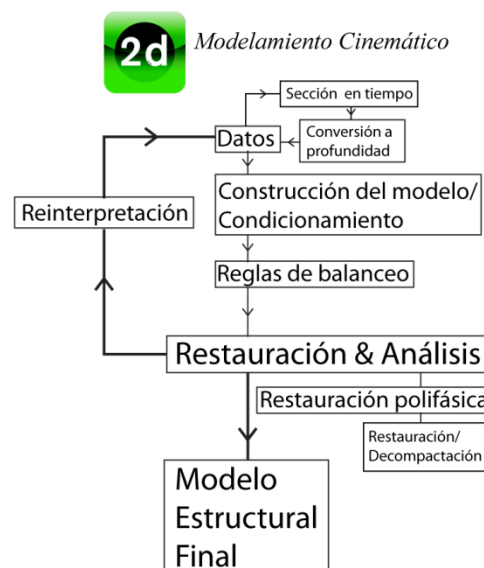 2d
Modelamiento Cinemático
Sección en tiempo
Conversión a
profundidad
Datos
Construcción del modelo/
Condicionamiento
Reinterpretación
Reglas de balanceo
Restauración & Análisis
Restauración polifásica
Restauración/
Decompactación
Modelo
Estructural
Final